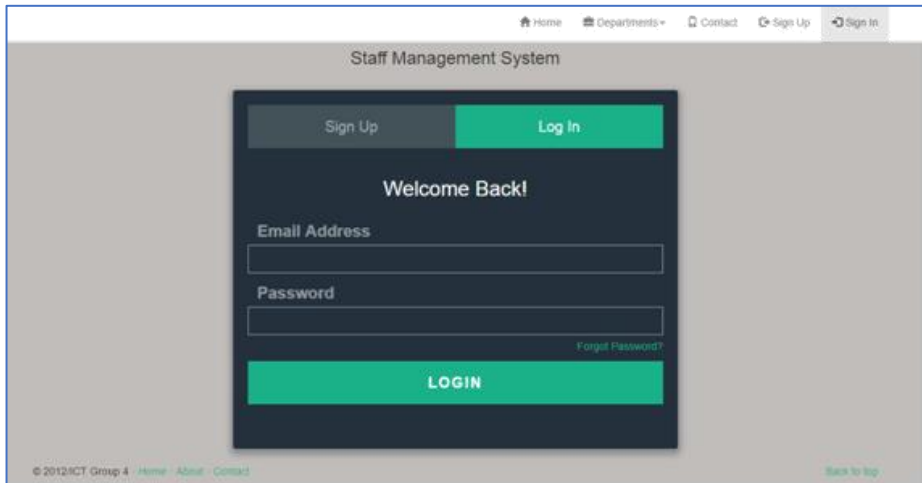 Home Departments Contact Sign Up Sign In
Staff Management System
Sign Up Log In
Welcome Back!
Email Address
Password
Forgot Password?
LOGIN
© 2012/ICT Group 4 - Home - About - Contact Back to top